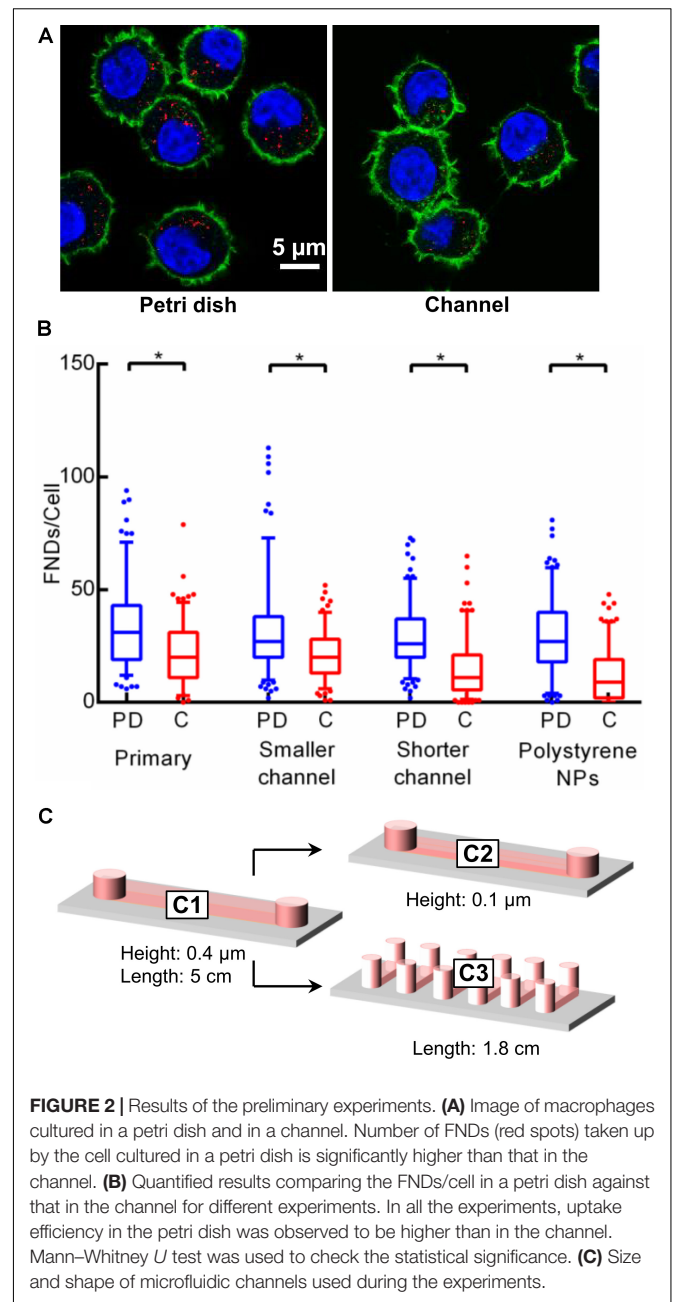 A
5 µm
Petri dish
Channel
B
150
100
50
0
FNDs/Cell
* * * *
PD C PD C PD C PD C
Primary
Smaller
channel
Shorter
channel
Polystyrene
NPs
C
C1
Height: 0.4 µm
Length: 5 cm
C2
Height: 0.1 µm
C3
Length: 1.8 cm
FIGURE 2 | Results of the preliminary experiments. (A) Image of macrophages
cultured in a petri dish and in a channel. Number of FNDs (red spots) taken up
by the cell cultured in a petri dish is significantly higher than that in the
channel. (B) Quantified results comparing the FNDs/cell in a petri dish against
that in the channel for different experiments. In all the experiments, uptake
efficiency in the petri dish was observed to be higher than in the channel.
Mann–Whitney U test was used to check the statistical significance. (C) Size
and shape of microfluidic channels used during the experiments.